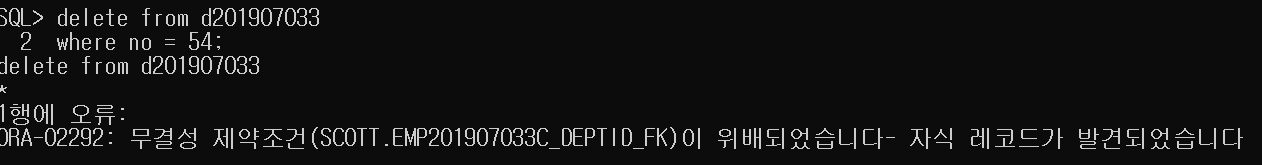 SQL> delete from d201907033
  2  where no = 54;
delete from d201907033
*
1행에 오류:
ORA-02292: 무결성 제약조건(SCOTT.EMP201907033C_DEPTID_FK)이 위배되었습니다- 자식 레코드가 발견되었습니다